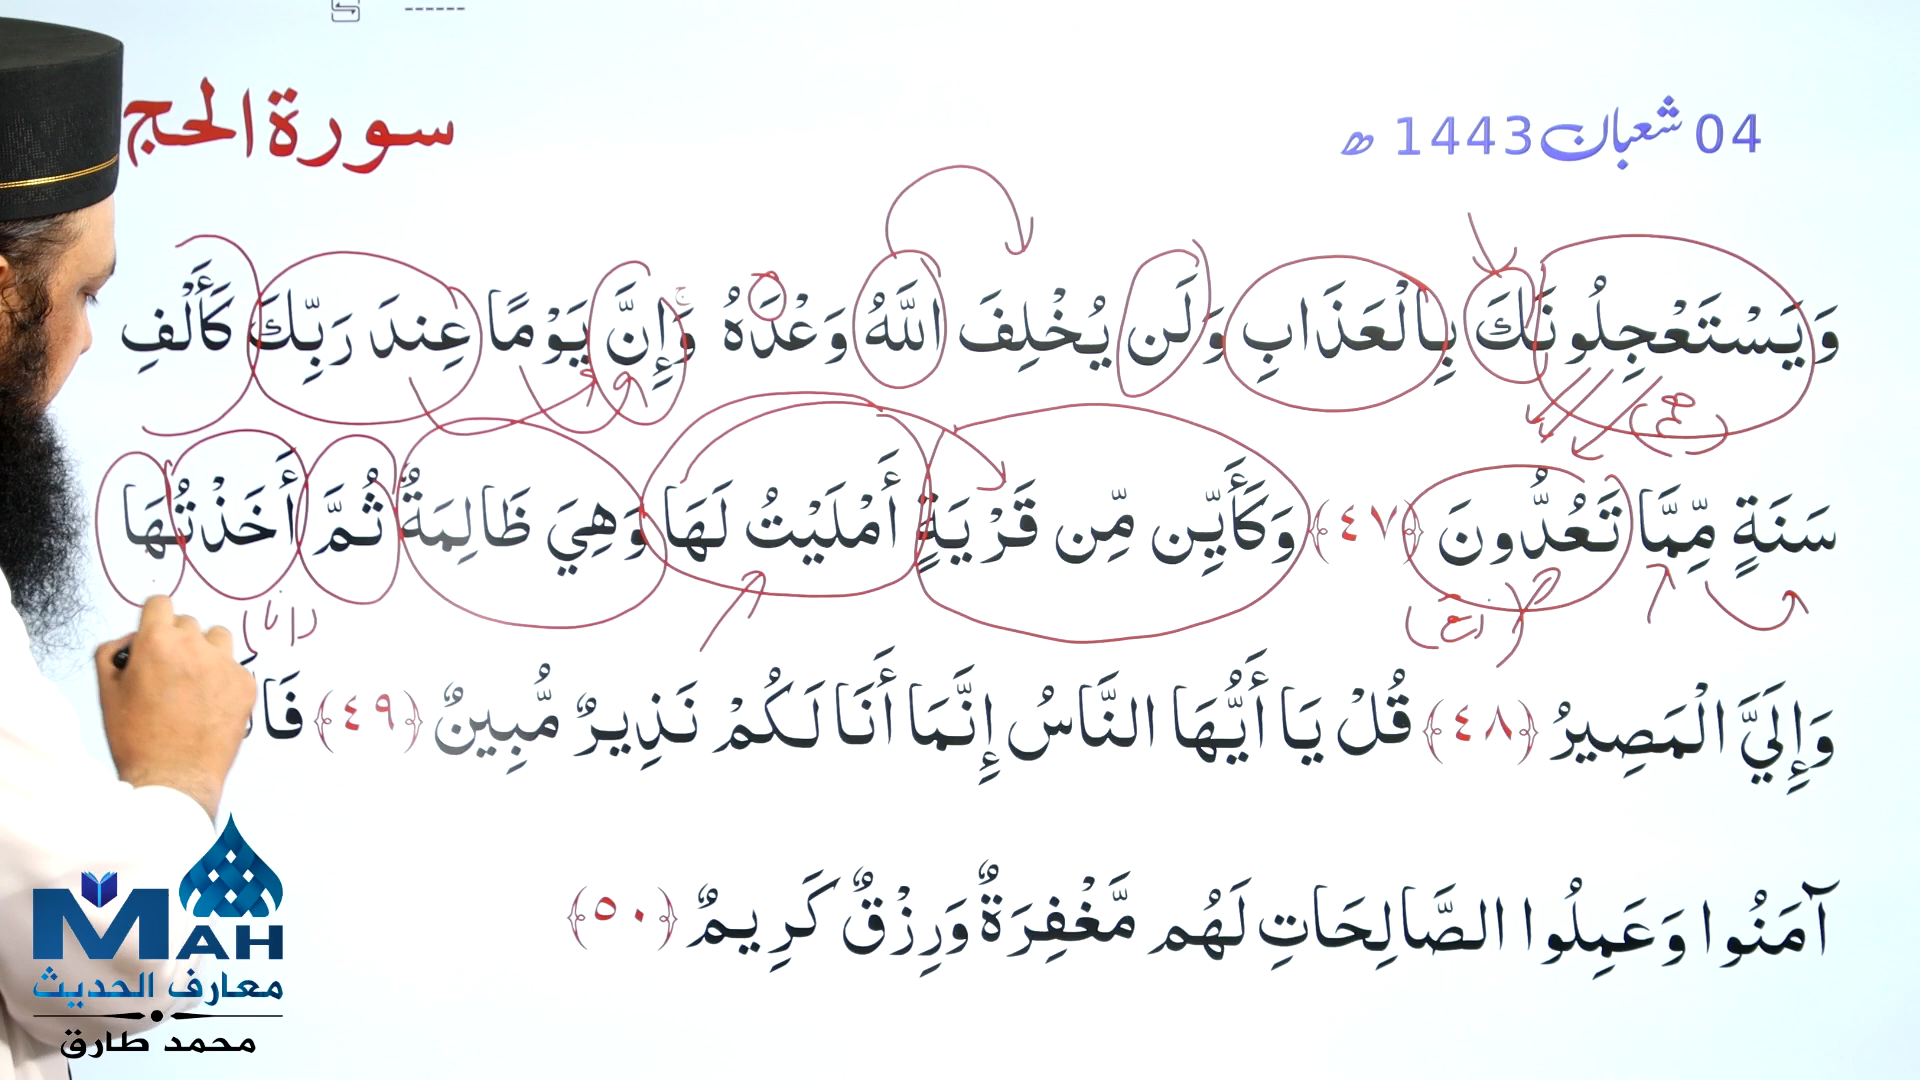 04 شعبان 1443 ھ
سورة الحج
وَيَسْتَعْجِلُونَكَ بِالْعَذَابِ وَلَن يُخْلِفَ اللَّهُ وَعْدَهُ وَإِنَّ يَوْمًا عِندَ رَبِّكَ كَأَلْفِ
سَنَةٍ مِّمَّا تَعُدُّونَ ﴿٤٧﴾ وَكَأَيِّن مِّن قَرْيَةٍ أَمْلَيْتُ لَهَا وَهِيَ ظَالِمَةٌ ثُمَّ أَخَذْتُهَا
وَإِلَيَّ الْمَصِيرُ ﴿٤٨﴾ قُلْ يَا أَيُّهَا النَّاسُ إِنَّمَا أَنَا لَكُمْ نَذِيرٌ مُّبِينٌ ﴿٤٩﴾
آمَنُوا وَعَمِلُوا الصَّالِحَاتِ لَهُم مَّغْفِرَةٌ وَرِزْقٌ كَرِيمٌ ﴿٥٠﴾
MAH
معارف الحديث
محمد طارق